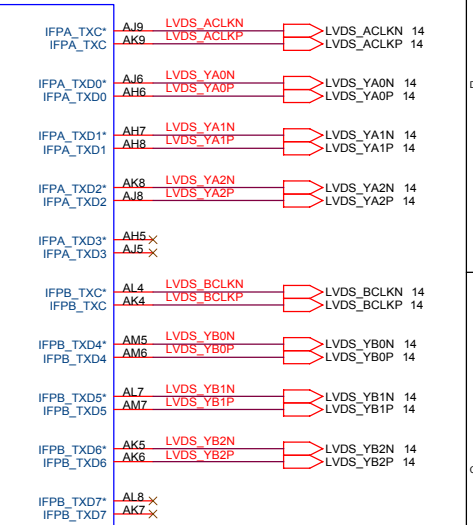 IFPA_TXC* AJ9 LVDS_ACLKN LVDS_ACLKN 14
IFPA_TXC AK9 LVDS_ACLKP LVDS_ACLKP 14
IFPA_TXD0* AJ6 LVDS_YA0N LVDS_YA0N 14
IFPA_TXD0 AH6 LVDS_YA0P LVDS_YA0P 14
D
IFPA_TXD1* AH7 LVDS_YA1N LVDS_YA1N 14
IFPA_TXD1 AH8 LVDS_YA1P LVDS_YA1P 14
IFPA_TXD2* AK8 LVDS_YA2N LVDS_YA2N 14
IFPA_TXD2 AJ8 LVDS_YA2P LVDS_YA2P 14
IFPA_TXD3* AH5
IFPA_TXD3 AJ5
IFPB_TXC* AL4 LVDS_BCLKN LVDS_BCLKN 14
IFPB_TXC AK4 LVDS_BCLKP LVDS_BCLKP 14
IFPB_TXD4* AM5 LVDS_YB0N LVDS_YB0N 14
IFPB_TXD4 AM6 LVDS_YB0P LVDS_YB0P 14
IFPB_TXD5* AL7 LVDS_YB1N LVDS_YB1N 14
IFPB_TXD5 AM7 LVDS_YB1P LVDS_YB1P 14
IFPB_TXD6* AK5 LVDS_YB2N LVDS_YB2N 14
IFPB_TXD6 AK6 LVDS_YB2P LVDS_YB2P 14
C
IFPB_TXD7* AL8
IFPB_TXD7 AK7